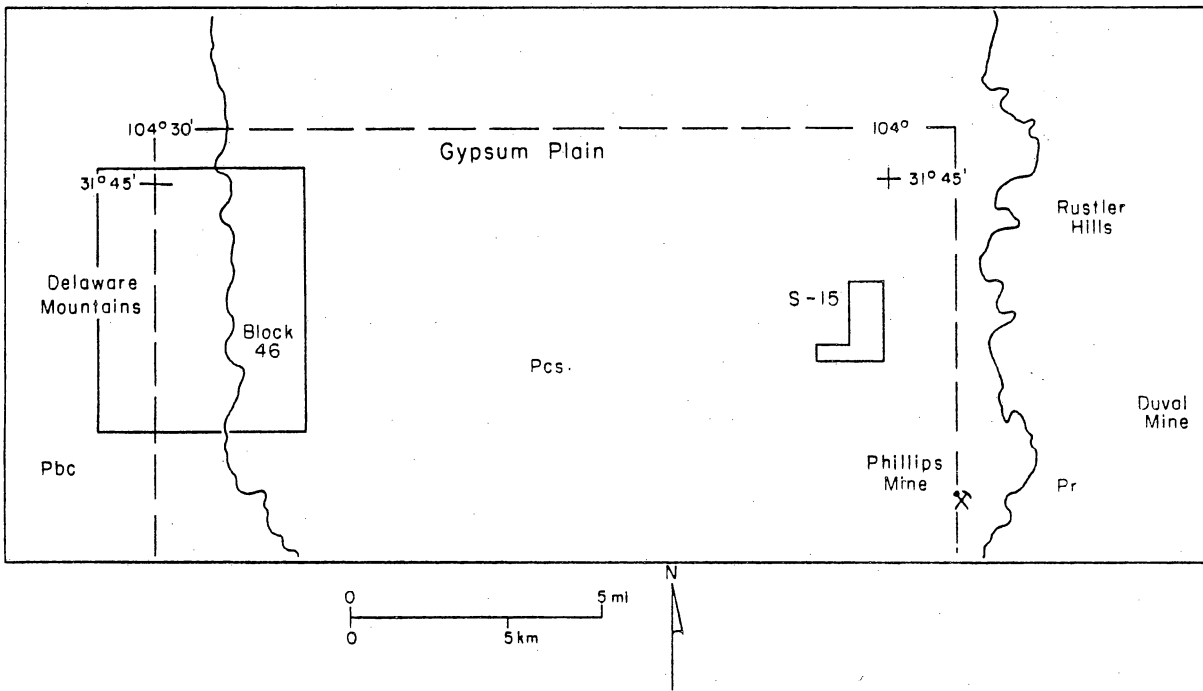 104° 30'
104°
Gypsum Plain
31° 45'
31° 45'
Rustler
Hills
Delaware
Mountains
S-15
Block
46
Pcs.
Duval
Mine
Pbc
Phillips
Mine
Pr
N
0
5 mi
0
5 km